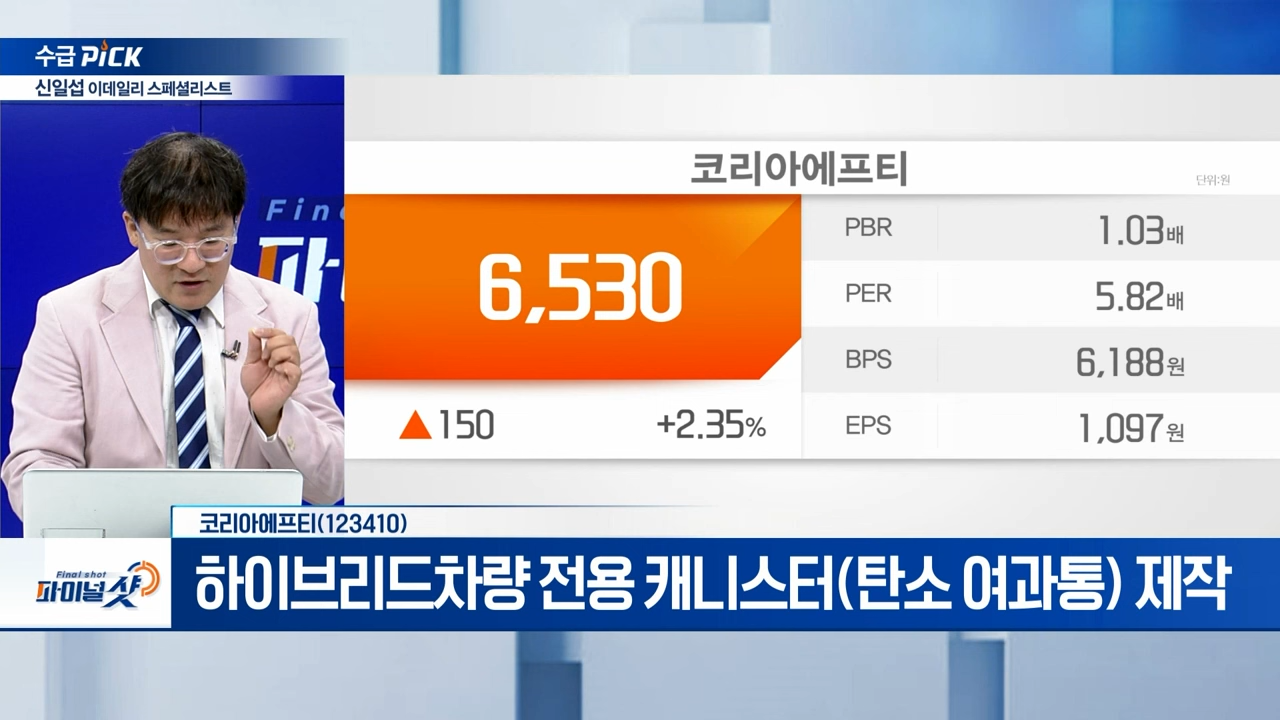 수급 PiCK
신일섭 이데일리 스페셜리스트
Fin
파
코리아에프티
단위:원
6,530
▲150 +2.35%
PBR 1.03배
PER 5.82배
BPS 6,188원
EPS 1,097원
코리아에프티(123410)
Final shot
파이널샷
하이브리드차량 전용 캐니스터(탄소 여과통) 제작